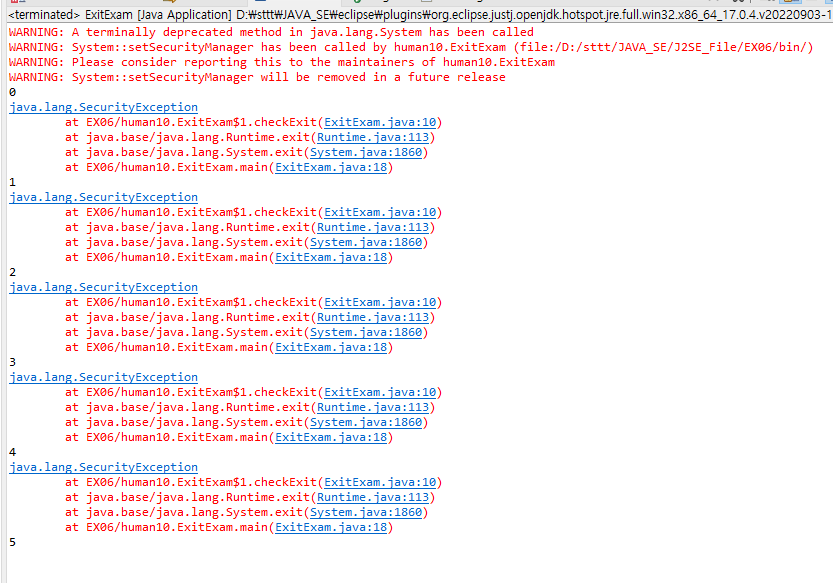 <terminated> ExitExam [Java Application] D:₩sttt₩JAVA_SE₩eclipse₩plugins₩org.eclipse.justj.openjdk.hotspot.jre.full.win32.x86_64_17.0.4.v20220903-1
WARNING: A terminally deprecated method in java.lang.System has been called
WARNING: System::setSecurityManager has been called by human10.ExitExam (file:/D:/sttt/JAVA_SE/J2SE_File/EX06/bin/)
WARNING: Please consider reporting this to the maintainers of human10.ExitExam
WARNING: System::setSecurityManager will be removed in a future release
0
java.lang.SecurityException
at EX06/human10.ExitExam$1.checkExit(ExitExam.java:10)
at java.base/java.lang.Runtime.exit(Runtime.java:113)
at java.base/java.lang.System.exit(System.java:1860)
at EX06/human10.ExitExam.main(ExitExam.java:18)
1
java.lang.SecurityException
at EX06/human10.ExitExam$1.checkExit(ExitExam.java:10)
at java.base/java.lang.Runtime.exit(Runtime.java:113)
at java.base/java.lang.System.exit(System.java:1860)
at EX06/human10.ExitExam.main(ExitExam.java:18)
2
java.lang.SecurityException
at EX06/human10.ExitExam$1.checkExit(ExitExam.java:10)
at java.base/java.lang.Runtime.exit(Runtime.java:113)
at java.base/java.lang.System.exit(System.java:1860)
at EX06/human10.ExitExam.main(ExitExam.java:18)
3
java.lang.SecurityException
at EX06/human10.ExitExam$1.checkExit(ExitExam.java:10)
at java.base/java.lang.Runtime.exit(Runtime.java:113)
at java.base/java.lang.System.exit(System.java:1860)
at EX06/human10.ExitExam.main(ExitExam.java:18)
4
java.lang.SecurityException
at EX06/human10.ExitExam$1.checkExit(ExitExam.java:10)
at java.base/java.lang.Runtime.exit(Runtime.java:113)
at java.base/java.lang.System.exit(System.java:1860)
at EX06/human10.ExitExam.main(ExitExam.java:18)
5